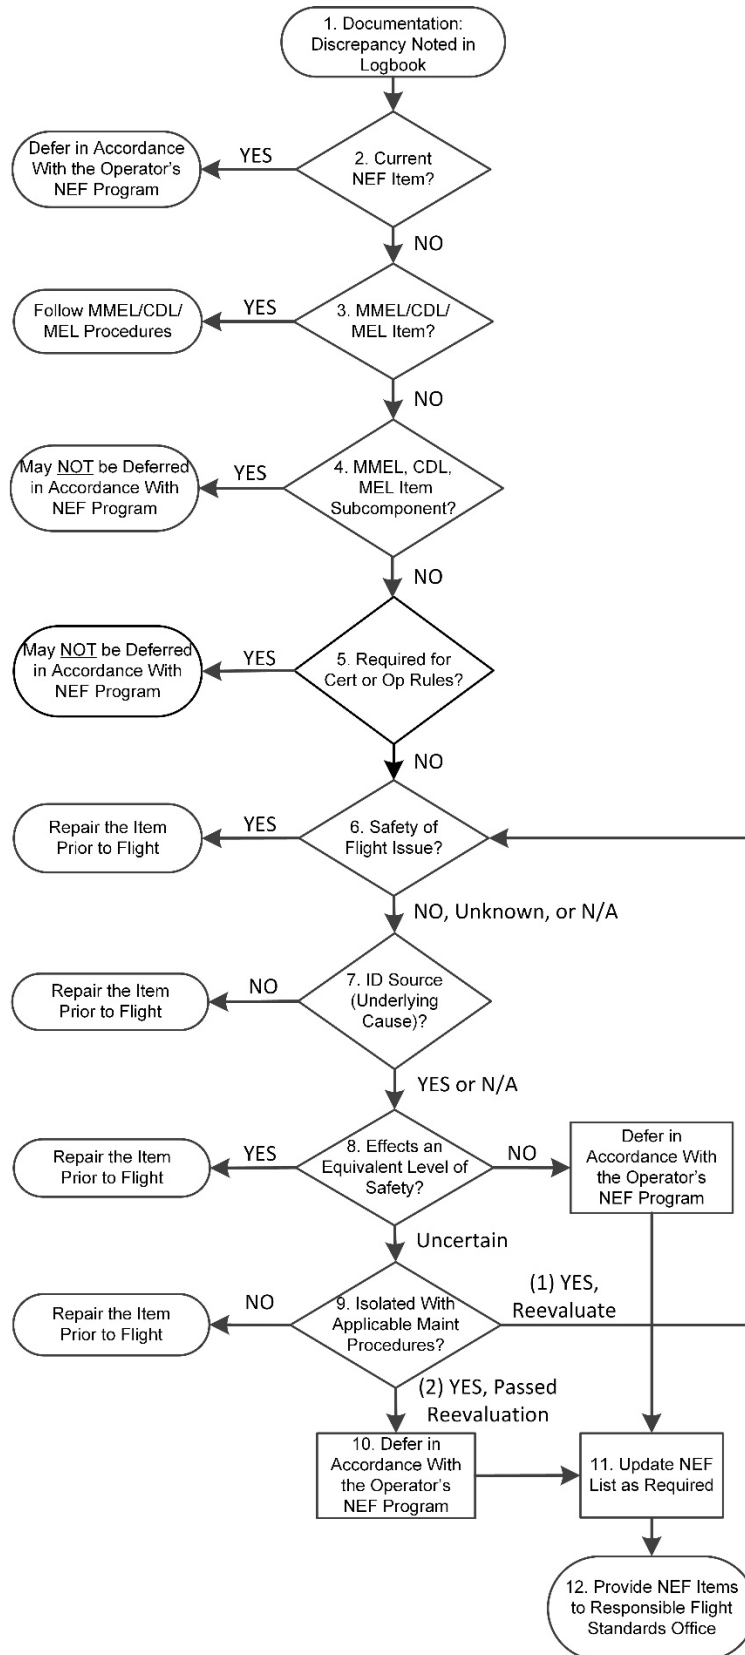 1. Documentation:
Discrepancy Noted in
Logbook
Defer in Accordance
With the Operator's
NEF Program
YES
2. Current
NEF Item?
NO
Follow MMEL/CDL/
MEL Procedures
YES
3. MMEL/CDL/
MEL Item?
NO
May NOT be Deferred
in Accordance With
NEF Program
YES
4. MMEL, CDL,
MEL Item
Subcomponent?
NO
May NOT be Deferred
in Accordance With
NEF Program
YES
5. Required for
Cert or Op Rules?
NO
Repair the Item
Prior to Flight
YES
6. Safety of
Flight Issue?
NO, Unknown, or N/A
Repair the Item
Prior to Flight
NO
7. ID Source
(Underlying
Cause)?
YES or N/A
Repair the Item
Prior to Flight
YES
8. Effects an
Equivalent Level of
Safety?
NO
Defer in
Accordance With
the Operator's
NEF Program
Uncertain
Repair the Item
Prior to Flight
NO
9. Isolated With
Applicable Maint
Procedures?
(1) YES,
Reevaluate
(2) YES, Passed
Reevaluation
10. Defer in
Accordance With
the Operator's
NEF Program
11. Update NEF
List as Required
12. Provide NEF Items
to Responsible Flight
Standards Office